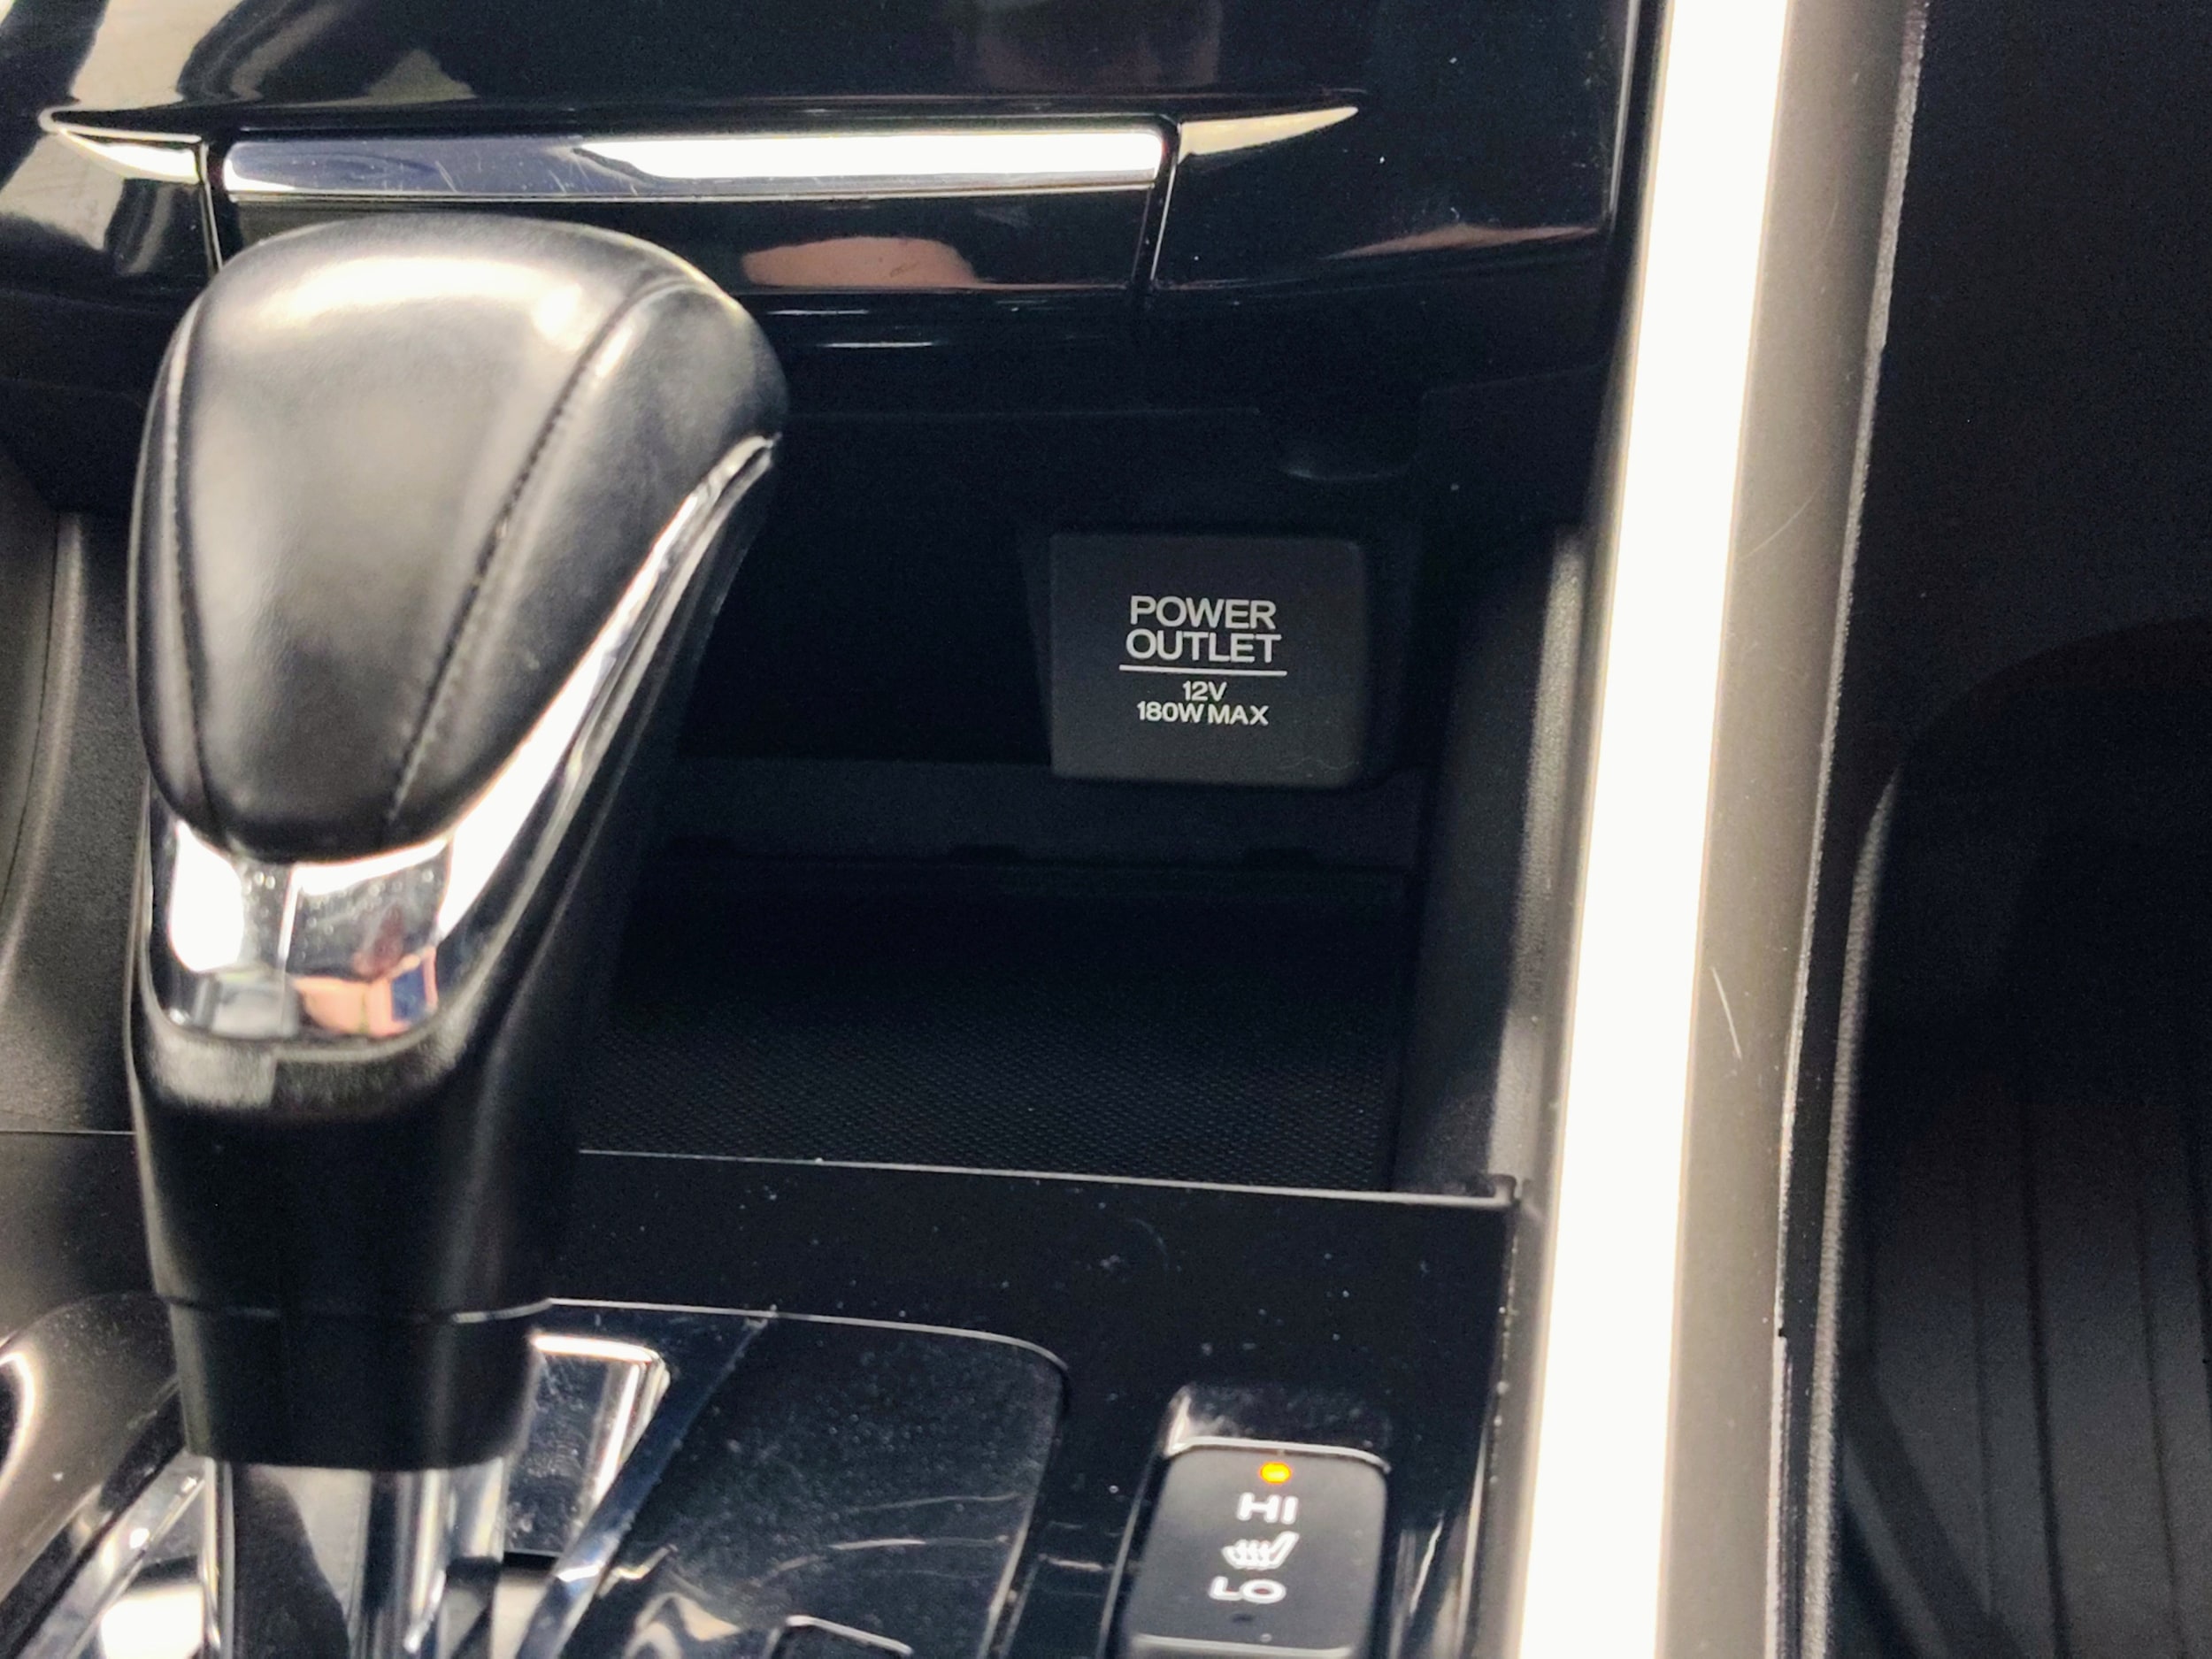 POWER
OUTLET
12V
180W MAX
HI
LO